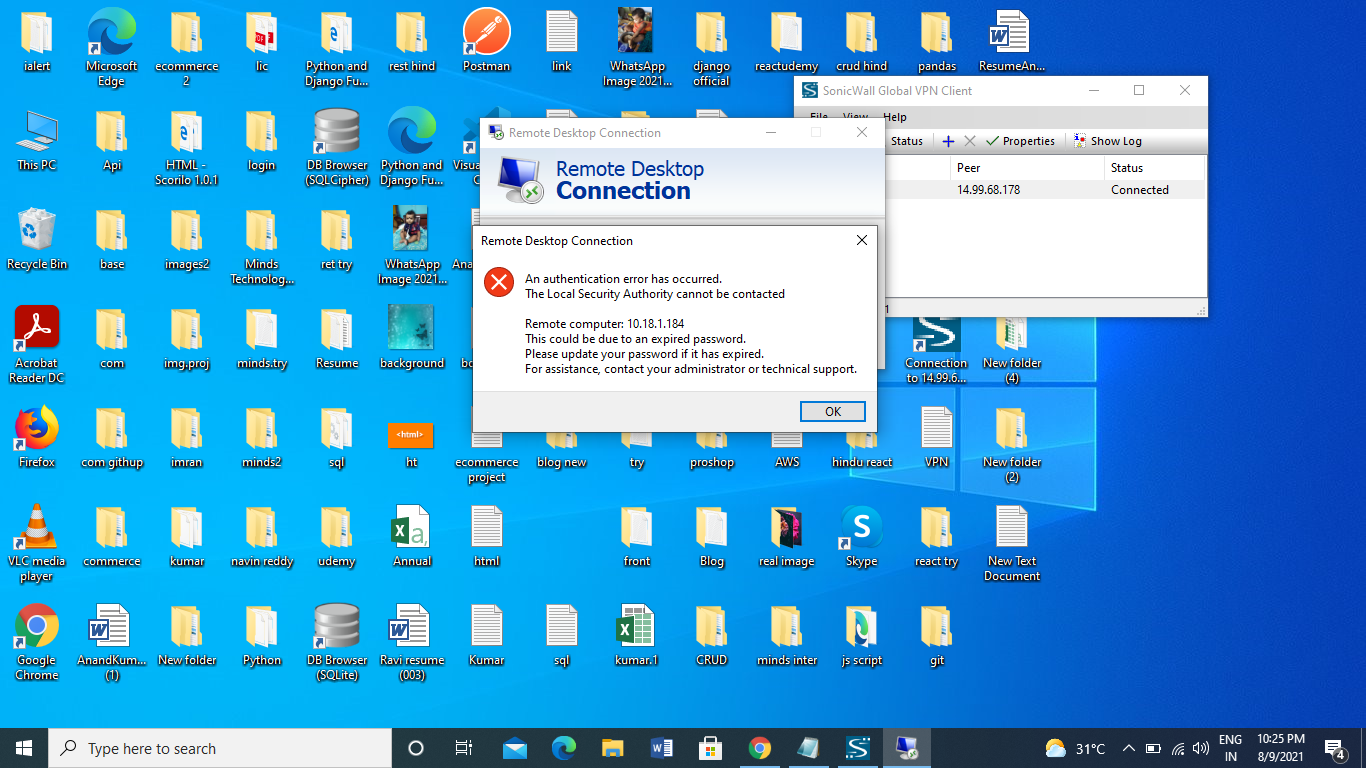 ialert
Microsoft
Edge
ecommerce
2
lic
Python and
Django Fu...
rest hind
Postman
link
WhatsApp
Image 2021...
django
official
reactudemy
crud hind
pandas
ResumeAn...
SonicWall Global VPN Client
File View Help
Status
Properties
Show Log
Peer
Status
14.99.68.178
Connected
Remote Desktop Connection
Remote Desktop
Connection
This PC
Api
HTML -
Scorilo 1.0.1
login
DB Browser
(SQLCipher)
Python and
Django Fu...
Recycle Bin
base
images2
Minds
Technolog...
ret try
WhatsApp
Image 2021...
Remote Desktop Connection
An authentication error has occurred.
The Local Security Authority cannot be contacted
Remote computer: 10.18.1.184
This could be due to an expired password.
Please update your password if it has expired.
For assistance, contact your administrator or technical support.
OK
Acrobat
Reader DC
com
img.proj
minds.try
Resume
background
Connection
to 14.99.6...
New folder
(4)
Firefox
com githup
imran
minds2
sql
<html>
ht
ecommerce
project
blog new
try
proshop
AWS
hindu react
VPN
New folder
(2)
VLC media
player
commerce
kumar
navin reddy
udemy
Annual
html
front
Blog
real image
Skype
react try
New Text
Document
Google
Chrome
AnandKum...
(1)
New folder
Python
DB Browser
(SQLite)
Ravi resume
(003)
Kumar
sql
kumar.1
CRUD
minds inter
js script
git
Type here to search
31°C
ENG
IN
10:25 PM
8/9/2021
4